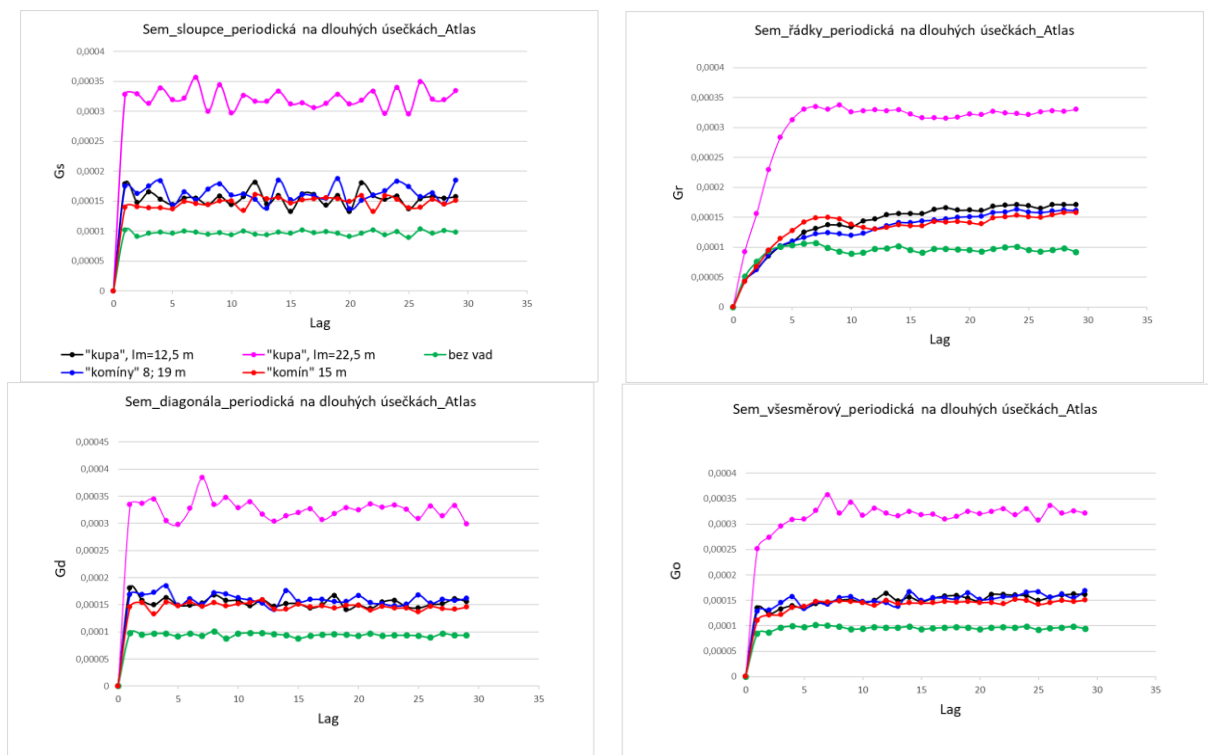 Sem_sloupce_periodická na dlouhých úsečkách_Atlas
0,0004
0,00035
0,0003
0,00025
0,0002
0,00015
0,0001
0,00005
0
Gs
0 5 10 15 20 25 30 35
Lag
"kupa", lm=12,5 m "kupa", lm=22,5 m bez vad
"komíny" 8; 19 m "komín" 15 m
Sem_řádky_periodická na dlouhých úsečkách_Atlas
0,0004
0,00035
0,0003
0,00025
0,0002
0,00015
0,0001
0,00005
0
Gr
0 5 10 15 20 25 30 35
Lag
Sem_diagonála_periodická na dlouhých úsečkách_Atlas
0,00045
0,0004
0,00035
0,0003
0,00025
0,0002
0,00015
0,0001
0,00005
0
Gd
0 5 10 15 20 25 30 35
Lag
Sem_všesměrový_periodická na dlouhých úsečkách_Atlas
0,0004
0,00035
0,0003
0,00025
0,0002
0,00015
0,0001
0,00005
0
Go
0 5 10 15 20 25 30 35
Lag